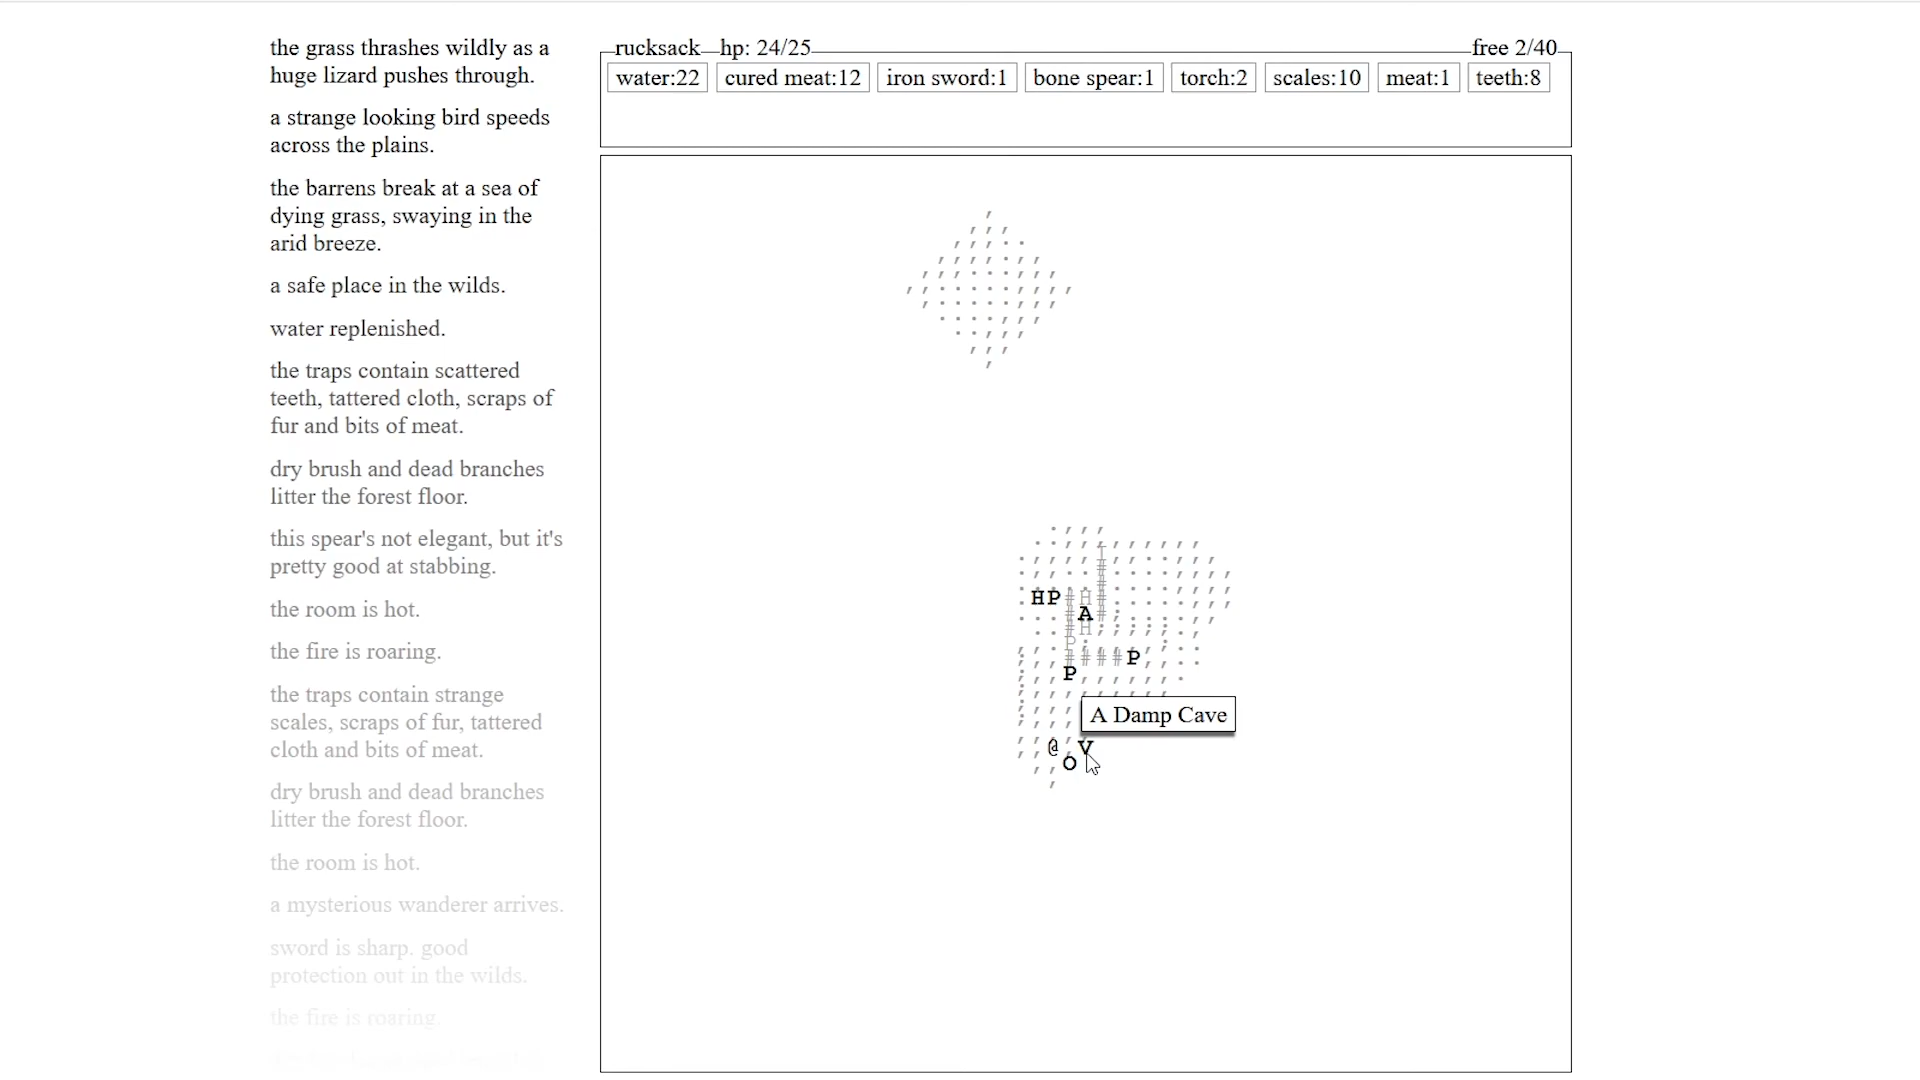 the grass thrashes wildly as a
huge lizard pushes through.
a strange looking bird speeds
across the plains.
the barrens break at a sea of
dying grass, swaying in the
arid breeze.
a safe place in the wilds.
water replenished.
the traps contain scattered
teeth, tattered cloth, scraps of
fur and bits of meat.
dry brush and dead branches
litter the forest floor.
this spear's not elegant, but it's
pretty good at stabbing.
the room is hot.
the fire is roaring.
the traps contain strange
scales, scraps of fur, tattered
cloth and bits of meat.
dry brush and dead branches
litter the forest floor.
the room is hot.
a mysterious wanderer arrives.
sword is sharp. good
protection out in the wilds.
the fire is roaring.
rucksack hp: 24/25 free 2/40
water:22 cured meat:12 iron sword:1 bone spear:1 torch:2 scales:10 meat:1 teeth:8
I
HP H
A
H
P
P
P
A Damp Cave
@ V
O